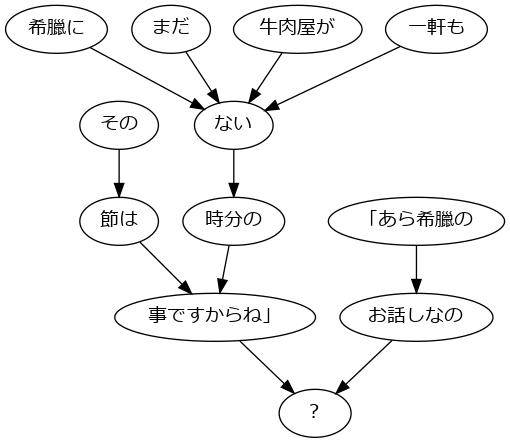 希臘に
まだ
牛肉屋が
一軒も
その
ない
節は
時分の
「あら希臘の
事ですからね」
お話しなの
?